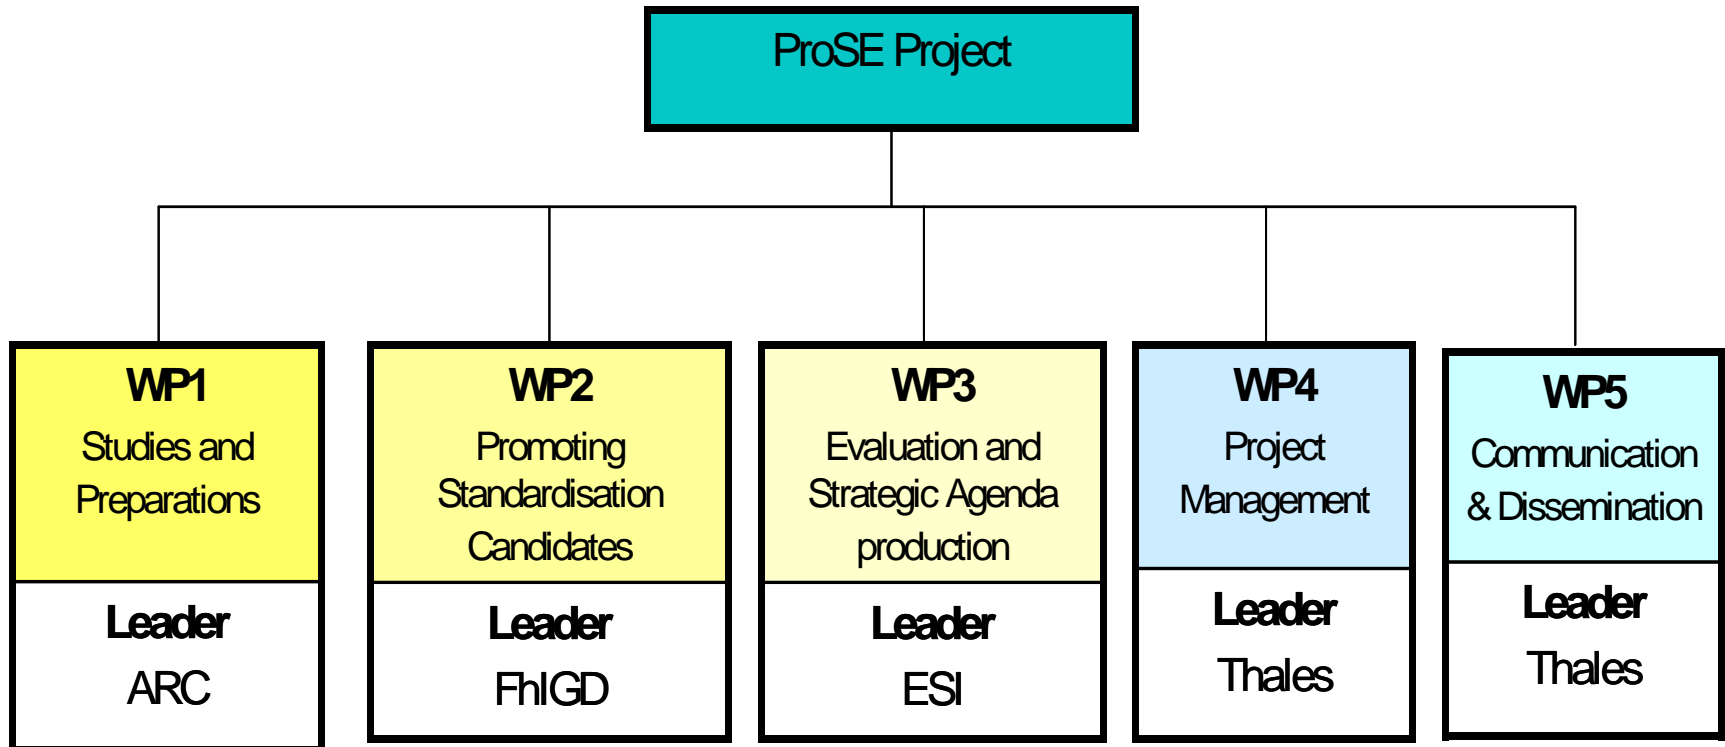 ProSE Project
WP1
Studies and
Preparations
Leader
ARC
WP2
Promoting
Standardisation
Candidates
Leader
FhIGD
WP3
Evaluation and
Strategic Agenda
production
Leader
ESI
WP4
Project
Management
Leader
Thales
WP5
Communication
& Dissemination
Leader
Thales